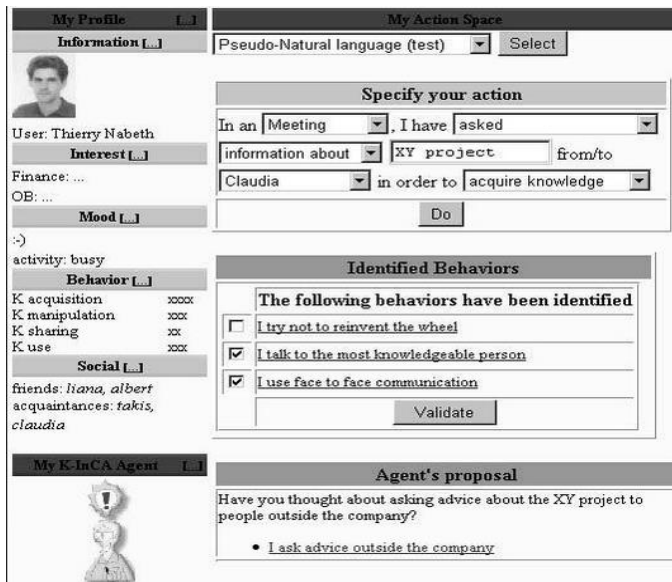 My Profile [...]
Information [...]
User: Thierry Nabeth
Interest [...]
Finance: ...
OB: ...
Mood [...]
:-)
activity: busy
Behavior [...]
K acquisition xxxx
K manipulation xxx
K sharing xx
K use xxx
Social [...]
friends: liana, albert
acquaintances: takis,
claudia
My K-InCA Agent [...]
My Action Space
Pseudo-Natural language (test) Select
Specify your action
In an Meeting , I have asked
information about XY project from/to
Claudia in order to acquire knowledge
Do
Identified Behaviors
The following behaviors have been identified
I try not to reinvent the wheel
I talk to the most knowledgeable person
I use face to face communication
Validate
Agent's proposal
Have you thought about asking advice about the XY project to
people outside the company?
• I ask advice outside the company